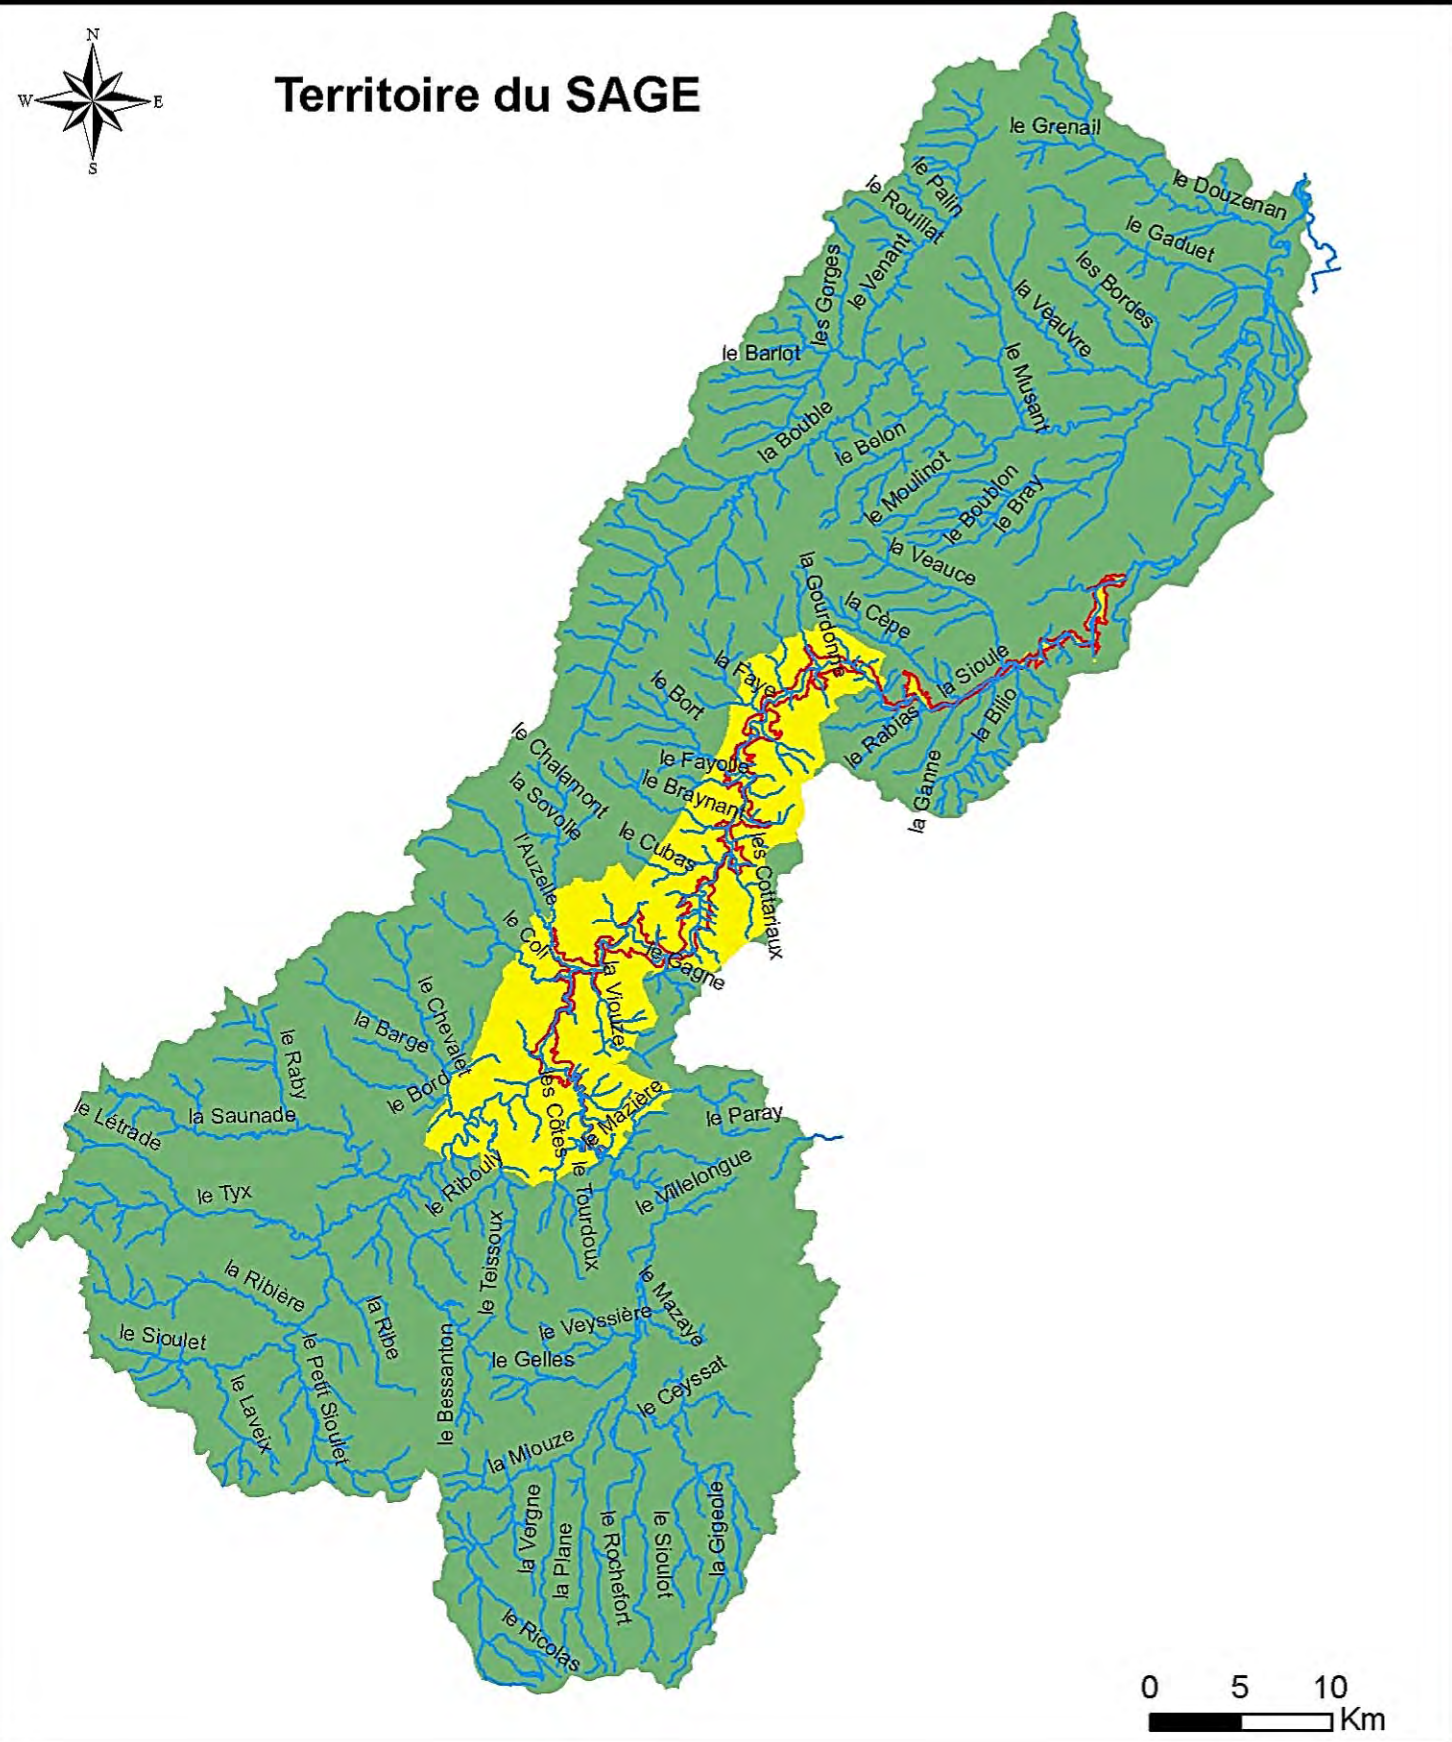 N
W
E
S
Territoire du SAGE
le Grenail
le Palin
le Douzenan
le Rouillat
le Gaduet
le Venant
les Gorges
les Bordes
la Veauvre
le Barlot
le Musant
la Bouble
le Belon
le Moulinot
le Boublon
le Bray
la Veauce
la Gourdonne
la Cèpe
la Sioule
la Faye
le Bort
la Bilio
le Rabias
le Fayolle
le Chalamont
le Braynant
la Ganne
la Sovolle
le Cubas
l'Auzelle
les Cottariaux
le Coli
le Gagne
la Viouze
le Chevalet
la Barge
le Raby
le Bord
les Côtes
le Mazière
le Létrade
la Saunade
le Paray
le Ribouly
le Tyx
le Tourdoux
le Villelongue
le Teissoux
la Ribière
le Mazaye
la Ribe
le Sioulet
le Veyssière
le Petit Sioulet
le Bessanton
le Gelles
le Laveix
le Ceyssat
la Miouze
la Vergne
la Plane
le Rochefort
le Sioulot
la Gigeole
le Ricolas
0 5 10
Km